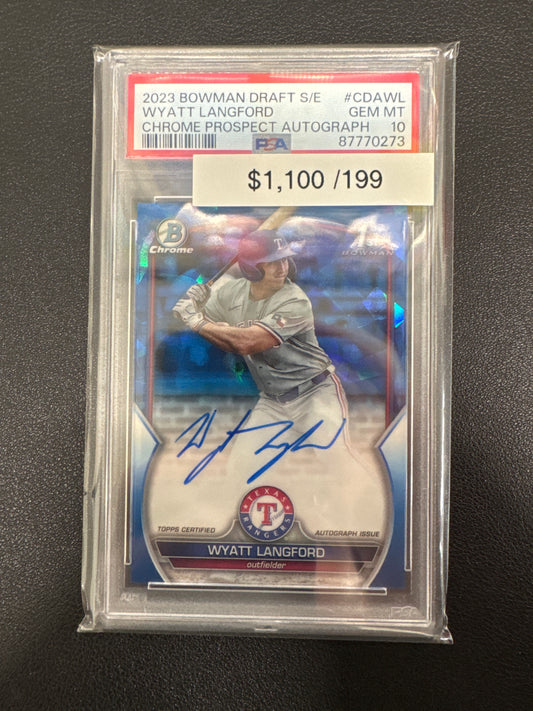 2023 BOWMAN DRAFT S/E #CDAWL
WYATT LANGFORD GEM MT
CHROME PROSPECT AUTOGRAPH 10
PSA 87770273
$1,100 /199
B
Chrome
1st
BOWMAN
TEXAS
T
RANGERS
TOPPS CERTIFIED AUTOGRAPH ISSUE
WYATT LANGFORD
outfielder